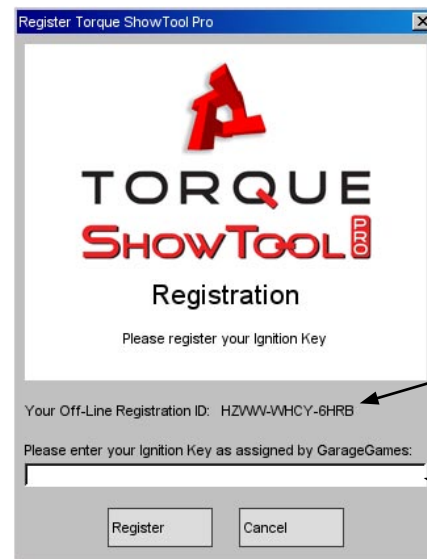 Register Torque ShowTool Pro
TORQUE
SHOWTOOL PRO
Registration
Please register your Ignition Key
Your Off-Line Registration ID: HZWW-WHCY-6HRB
Please enter your Ignition Key as assigned by GarageGames:
Register Cancel